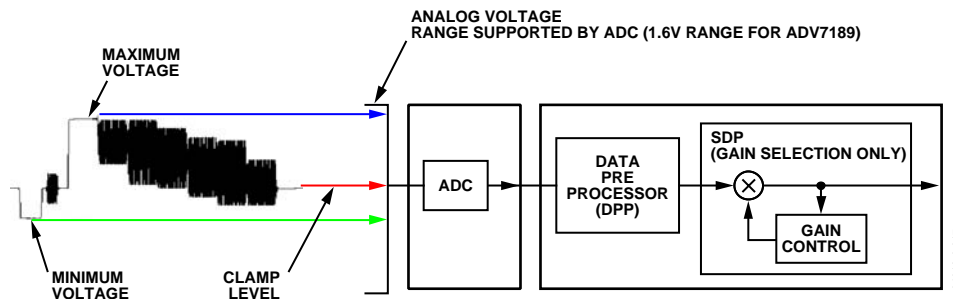 ANALOG VOLTAGE
RANGE SUPPORTED BY ADC (1.6V RANGE FOR ADV7189)
MAXIMUM
VOLTAGE
SDP
(GAIN SELECTION ONLY)
DATA
PRE
PROCESSOR
(DPP)
ADC
GAIN
CONTROL
MINIMUM
VOLTAGE
CLAMP
LEVEL